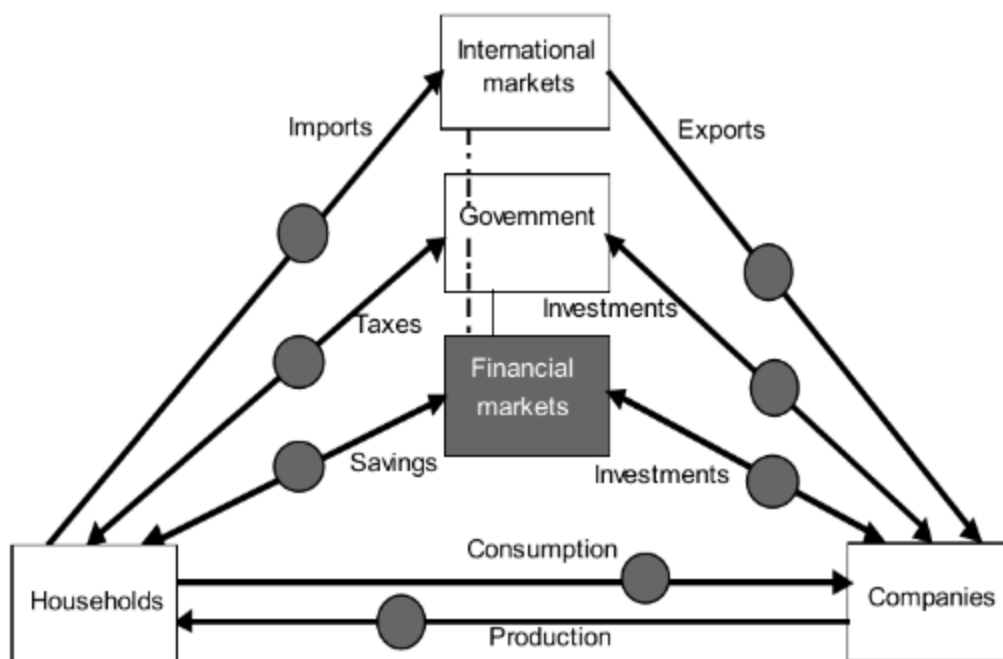 International
markets
Imports
Exports
Government
Taxes
Investments
Financial
markets
Savings
Investments
Consumption
Households
Companies
Production